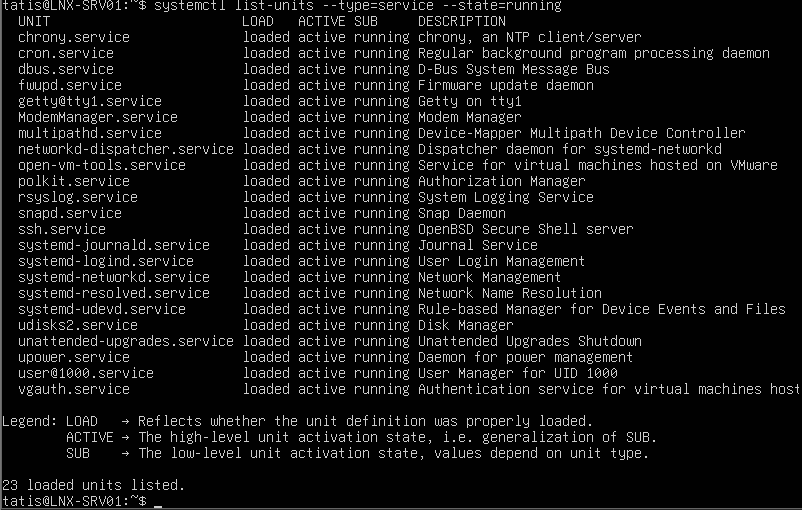 tatis@LNX-SRV01:~$ systemctl list-units --type=service --state=running
  UNIT                        LOAD   ACTIVE SUB     DESCRIPTION
  chrony.service              loaded active running chrony, an NTP client/server
  cron.service                loaded active running Regular background program processing daemon
  dbus.service                loaded active running D-Bus System Message Bus
  fwupd.service               loaded active running Firmware update daemon
  getty@tty1.service          loaded active running Getty on tty1
  ModemManager.service        loaded active running Modem Manager
  multipathd.service          loaded active running Device-Mapper Multipath Device Controller
  networkd-dispatcher.service loaded active running Dispatcher daemon for systemd-networkd
  open-vm-tools.service       loaded active running Service for virtual machines hosted on VMware
  polkit.service              loaded active running Authorization Manager
  rsyslog.service             loaded active running System Logging Service
  snapd.service               loaded active running Snap Daemon
  ssh.service                 loaded active running OpenBSD Secure Shell server
  systemd-journald.service    loaded active running Journal Service
  systemd-logind.service      loaded active running User Login Management
  systemd-networkd.service    loaded active running Network Management
  systemd-resolved.service    loaded active running Network Name Resolution
  systemd-udevd.service       loaded active running Rule-based Manager for Device Events and Files
  udisks2.service             loaded active running Disk Manager
  unattended-upgrades.service loaded active running Unattended Upgrades Shutdown
  upower.service              loaded active running Daemon for power management
  user@1000.service           loaded active running User Manager for UID 1000
  vgauth.service              loaded active running Authentication service for virtual machines host
Legend: LOAD   → Reflects whether the unit definition was properly loaded.
        ACTIVE → The high-level unit activation state, i.e. generalization of SUB.
        SUB    → The low-level unit activation state, values depend on unit type.
23 loaded units listed.
tatis@LNX-SRV01:~$ _